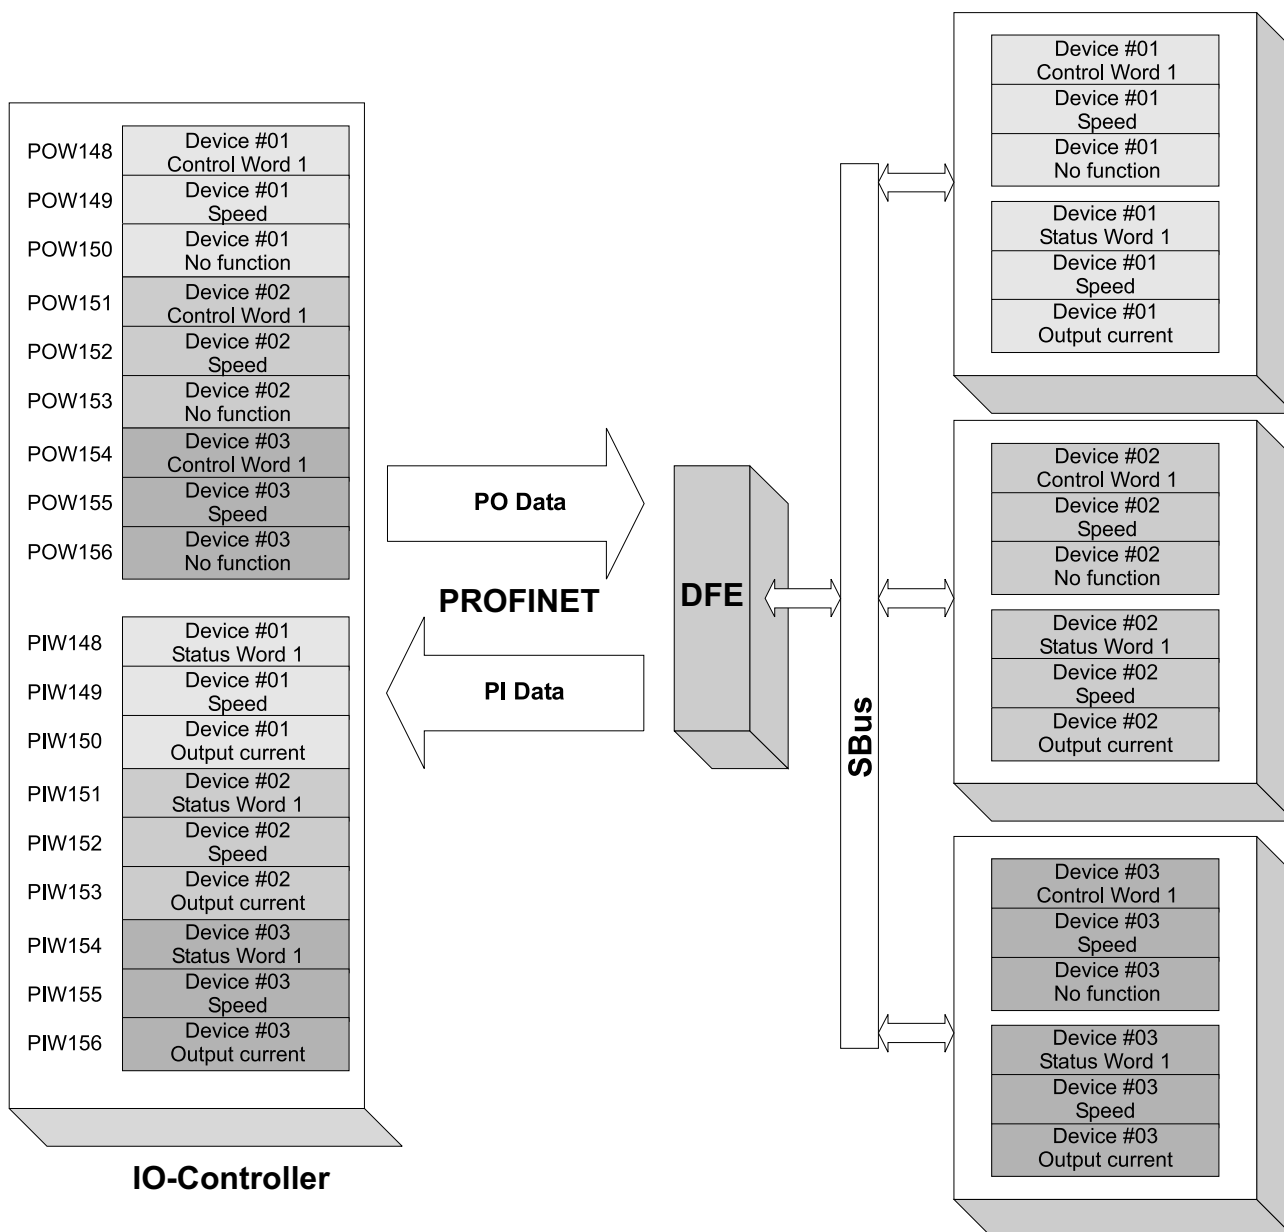 POW148
Device #01
Control Word 1
POW149
Device #01
Speed
POW150
Device #01
No function
POW151
Device #02
Control Word 1
POW152
Device #02
Speed
POW153
Device #02
No function
POW154
Device #03
Control Word 1
POW155
Device #03
Speed
POW156
Device #03
No function
PIW148
Device #01
Status Word 1
PIW149
Device #01
Speed
PIW150
Device #01
Output current
PIW151
Device #02
Status Word 1
PIW152
Device #02
Speed
PIW153
Device #02
Output current
PIW154
Device #03
Status Word 1
PIW155
Device #03
Speed
PIW156
Device #03
Output current
IO-Controller
PO Data
PROFINET
PI Data
DFE
SBus
Device #01
Control Word 1
Device #01
Speed
Device #01
No function
Device #01
Status Word 1
Device #01
Speed
Device #01
Output current
Device #02
Control Word 1
Device #02
Speed
Device #02
No function
Device #02
Status Word 1
Device #02
Speed
Device #02
Output current
Device #03
Control Word 1
Device #03
Speed
Device #03
No function
Device #03
Status Word 1
Device #03
Speed
Device #03
Output current